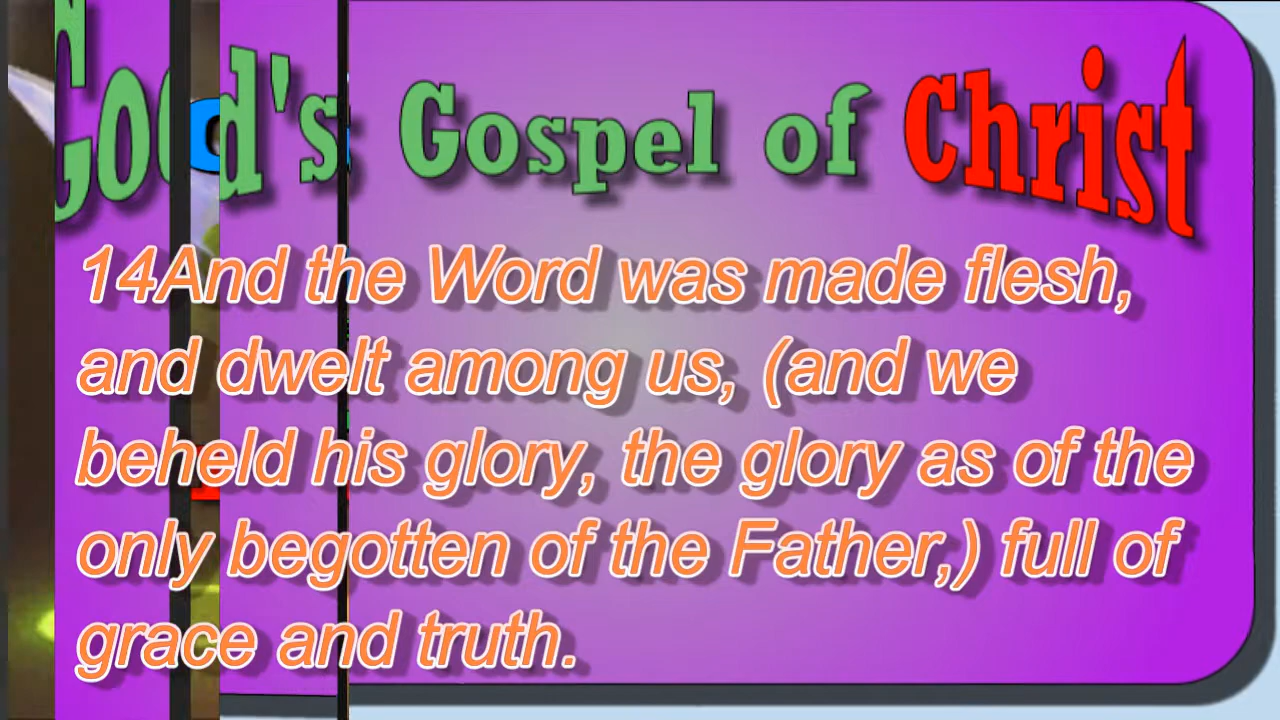 God's Gospel of Christ
14And the Word was made flesh,
and dwelt among us, (and we
beheld his glory, the glory as of the
only begotten of the Father,) full of
grace and truth.